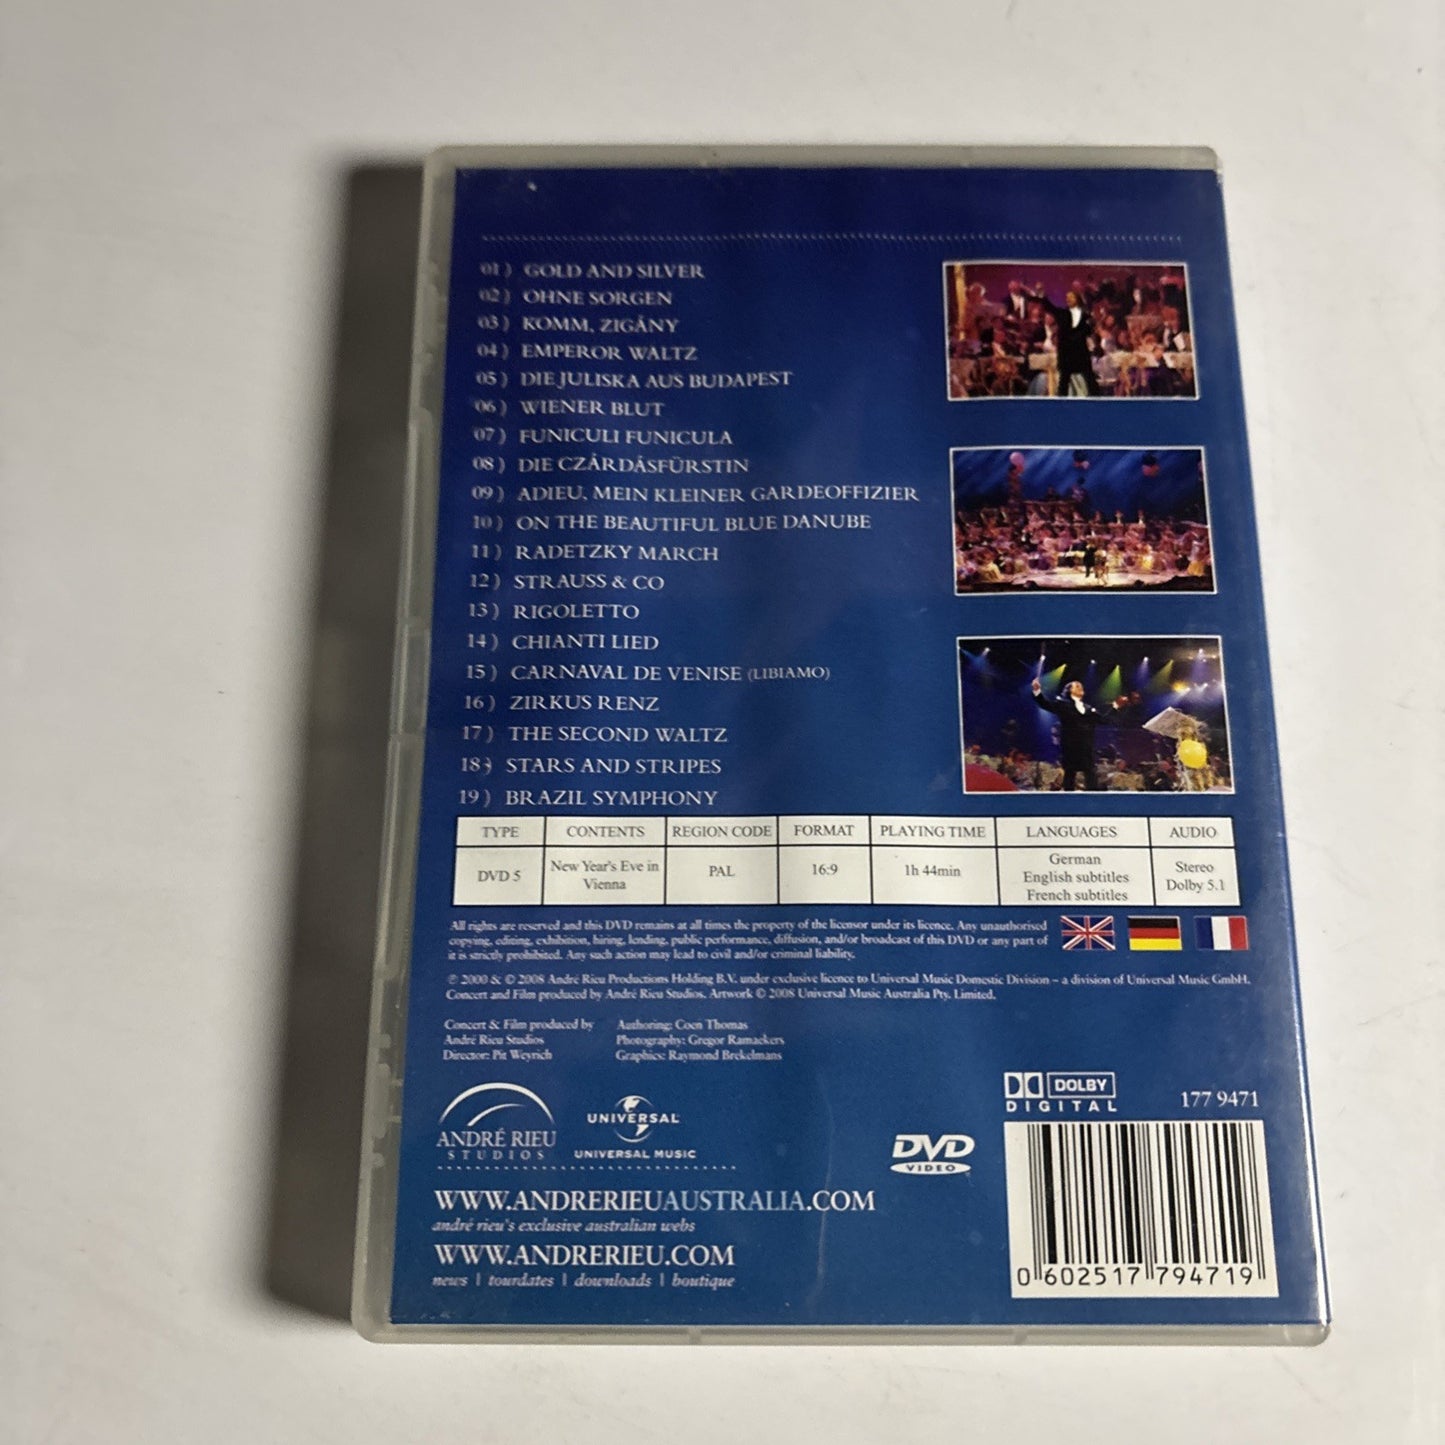 01) GOLD AND SILVER
02) OHNE SORGEN
03) KOMM, ZIGÁNY
04) EMPEROR WALTZ
05) DIE JULISKA AUS BUDAPEST
06) WIENER BLUT
07) FUNICULI FUNICULA
08) DIE CZÁRDÁSFÜRSTIN
09) ADIEU, MEIN KLEINER GARDEOFFIZIER
10) ON THE BEAUTIFUL BLUE DANUBE
11) RADETZKY MARCH
12) STRAUSS & CO
13) RIGOLETTO
14) CHIANTI LIED
15) CARNAVAL DE VENISE (LIBIAMO)
16) ZIRKUS RENZ
17) THE SECOND WALTZ
18) STARS AND STRIPES
19) BRAZIL SYMPHONY
TYPE CONTENTS REGION CODE FORMAT PLAYING TIME LANGUAGES AUDIO
DVD 5 New Year's Eve in Vienna PAL 16:9 1h 44min German English subtitles French subtitles Stereo Dolby 5.1
All rights are reserved and this DVD remains at all times the property of the licensor under its licence. Any unauthorised
copying, editing, exhibition, hiring, lending, public performance, diffusion, and/or broadcast of this DVD or any part of
it is strictly prohibited. Any such action may lead to civil and/or criminal liability.
℗ 2000 & © 2008 André Rieu Productions Holding B.V. under exclusive licence to Universal Music Domestic Division – a division of Universal Music GmbH.
Concert and Film produced by André Rieu Studios. Artwork © 2008 Universal Music Australia Pty. Limited.
Concert & Film produced by
André Rieu Studios
Director: Pit Weyrich
Authoring: Coen Thomas
Photography: Gregor Ramaekers
Graphics: Raymond Brekelmans
ANDRÉ RIEU
STUDIOS
UNIVERSAL
UNIVERSAL MUSIC
DVD
VIDEO
DOLBY
DIGITAL
177 9471
WWW.ANDRERIEUAUSTRALIA.COM
andré rieu's exclusive australian webs
WWW.ANDRERIEU.COM
news | tourdates | downloads | boutique
0 602517 794719